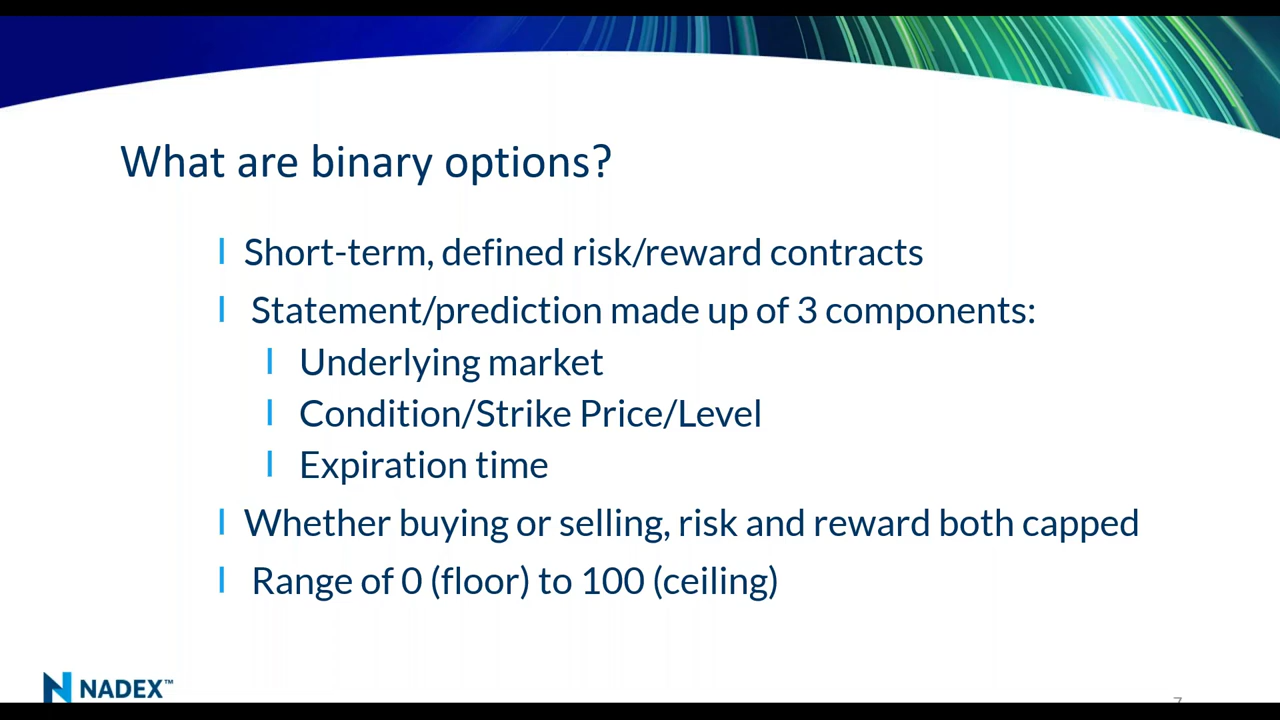 What are binary options?
Short-term, defined risk/reward contracts
Statement/prediction made up of 3 components:
Underlying market
Condition/Strike Price/Level
Expiration time
Whether buying or selling, risk and reward both capped
Range of 0 (floor) to 100 (ceiling)
NADEX™
7